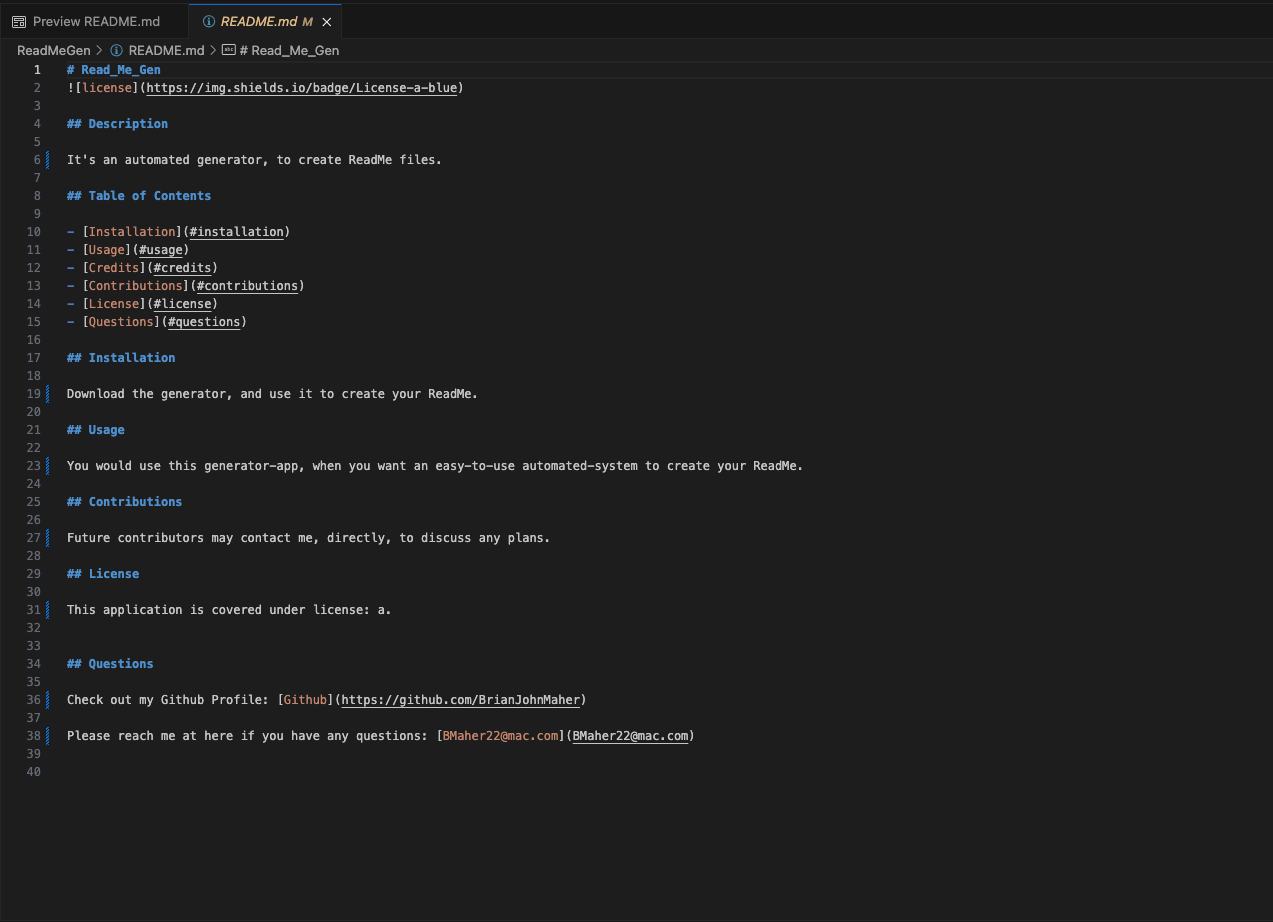 Preview README.md
README.md M
ReadMeGen > README.md > # Read_Me_Gen
1 # Read_Me_Gen
2 ![license](https://img.shields.io/badge/License-a-blue)
3
4 ## Description
5
6 It's an automated generator, to create ReadMe files.
7
8 ## Table of Contents
9
10 - [Installation](#installation)
11 - [Usage](#usage)
12 - [Credits](#credits)
13 - [Contributions](#contributions)
14 - [License](#license)
15 - [Questions](#questions)
16
17 ## Installation
18
19 Download the generator, and use it to create your ReadMe.
20
21 ## Usage
22
23 You would use this generator-app, when you want an easy-to-use automated-system to create your ReadMe.
24
25 ## Contributions
26
27 Future contributors may contact me, directly, to discuss any plans.
28
29 ## License
30
31 This application is covered under license: a.
32
33
34 ## Questions
35
36 Check out my Github Profile: [Github](https://github.com/BrianJohnMaher)
37
38 Please reach me at here if you have any questions: [BMaher22@mac.com](BMaher22@mac.com)
39
40